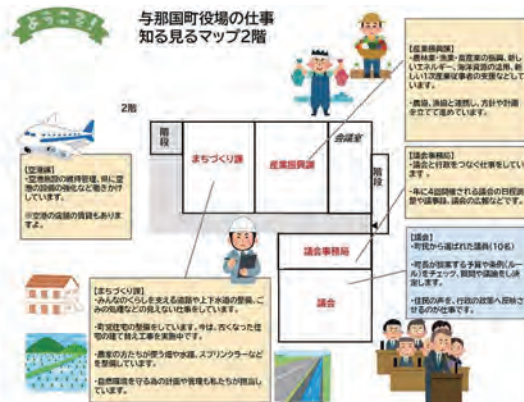 ようこそ!
与那国町役場の仕事
知る見るマップ2階
2階
階段
まちづくり課
産業振興課
会議室
階段
議会事務局
議会
【産業振興課】
・農林業・漁業・畜産業の振興、新し
いエネルギー、海洋資源の活用、新
しい1次産業従事者の支援などして
います。
・農協、漁協と連携し、方針や計画
を立てて進めています。
【議会事務局】
・議会と行政をつなぐ仕事をしてい
ます 。
・年に4回開催される議会の日程調
整や議事録、議会の広報などです。
【議会】
・町民から選ばれた議員(10名)
・町長が提案する予算や条例(ルー
ル)をチェック、質問や議論をし決
定します。
・住民の声を、行政の政策へ反映さ
せるのが仕事です。
【空港課】
・空港施設の維持管理、県に空
港の設備の強化など働きかけ
しています。
※空港の店舗の賃貸もありま
すよ。
【まちづくり課】
・みんなのくらしを支える道路や上下水道の整備、ご
みの処理などの見えない仕事をしています。
・町営住宅の整備をしています。今は、古くなった住
宅の建て替え工事を実施中です。
・農家の方たちが使う畑や水路、スプリンクラーなど
を整備しています。
・自然環境を守る為の計画や管理も私たちが担当し
ています。